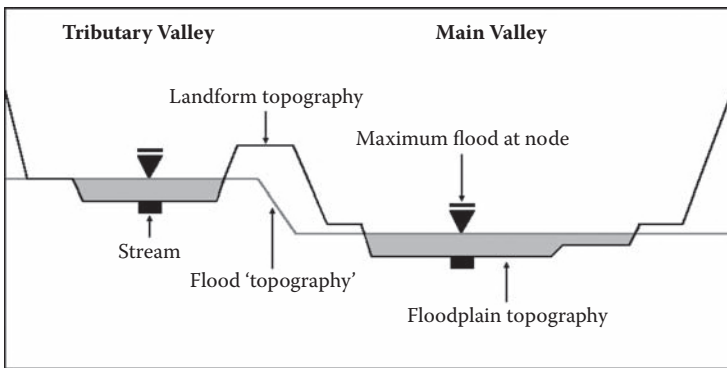 Tributary Valley
Main Valley
Landform topography
Maximum flood at node
Stream
Flood ‘topography’
Floodplain topography